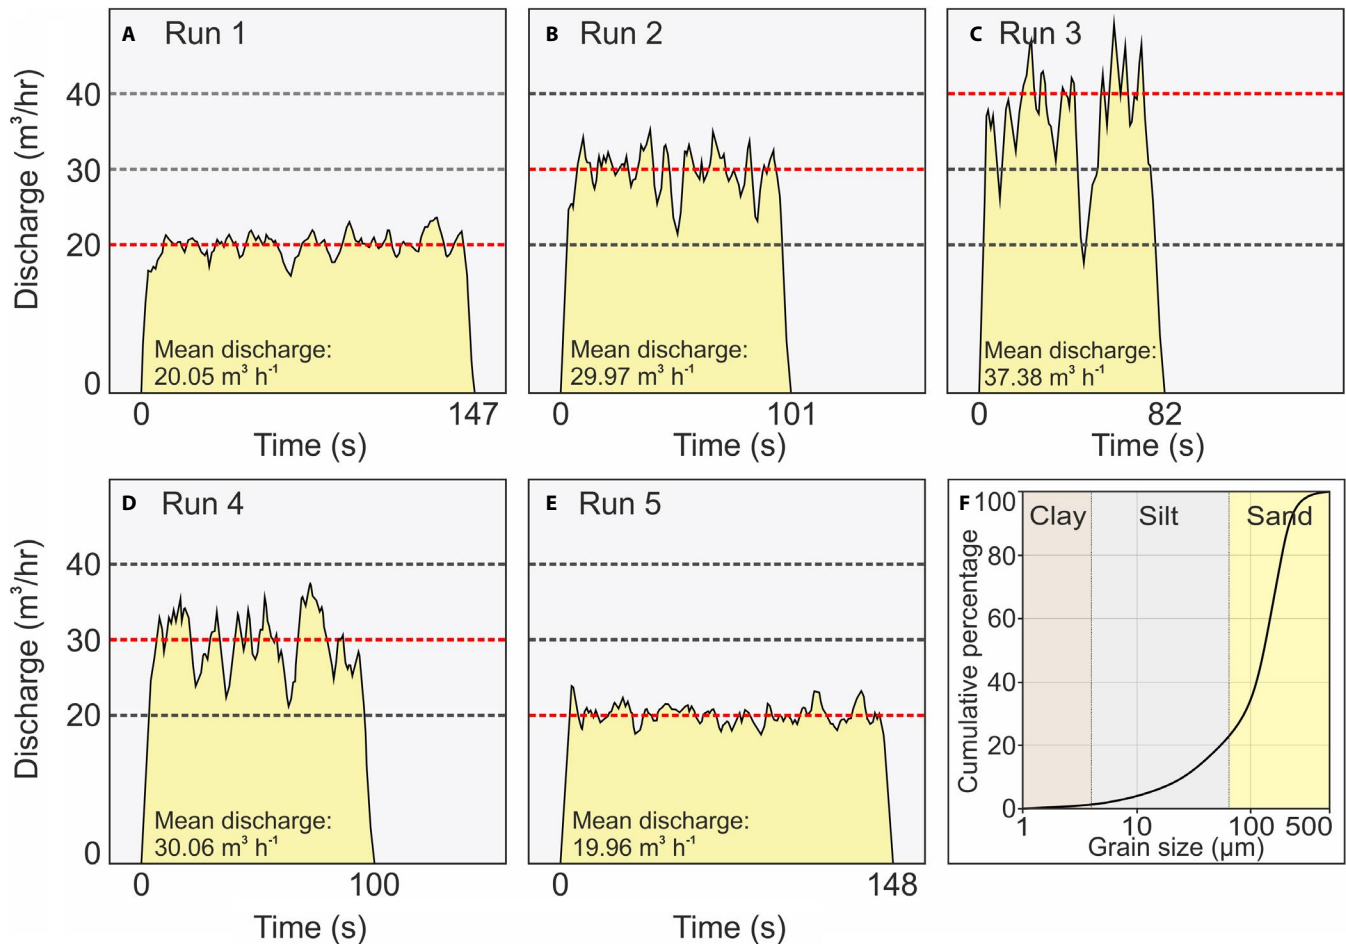 A Run 1
Discharge (m³/hr)
40
30
20
0
Mean discharge:
20.05 m³ h⁻¹
0 147
Time (s)
B Run 2
Mean discharge:
29.97 m³ h⁻¹
0 101
Time (s)
C Run 3
Mean discharge:
37.38 m³ h⁻¹
0 82
Time (s)
D Run 4
Discharge (m³/hr)
40
30
20
0
Mean discharge:
30.06 m³ h⁻¹
0 100
Time (s)
E Run 5
Mean discharge:
19.96 m³ h⁻¹
0 148
Time (s)
F
Cumulative percentage
100
80
60
40
20
0
Clay Silt Sand
1 10 100 500
Grain size (µm)